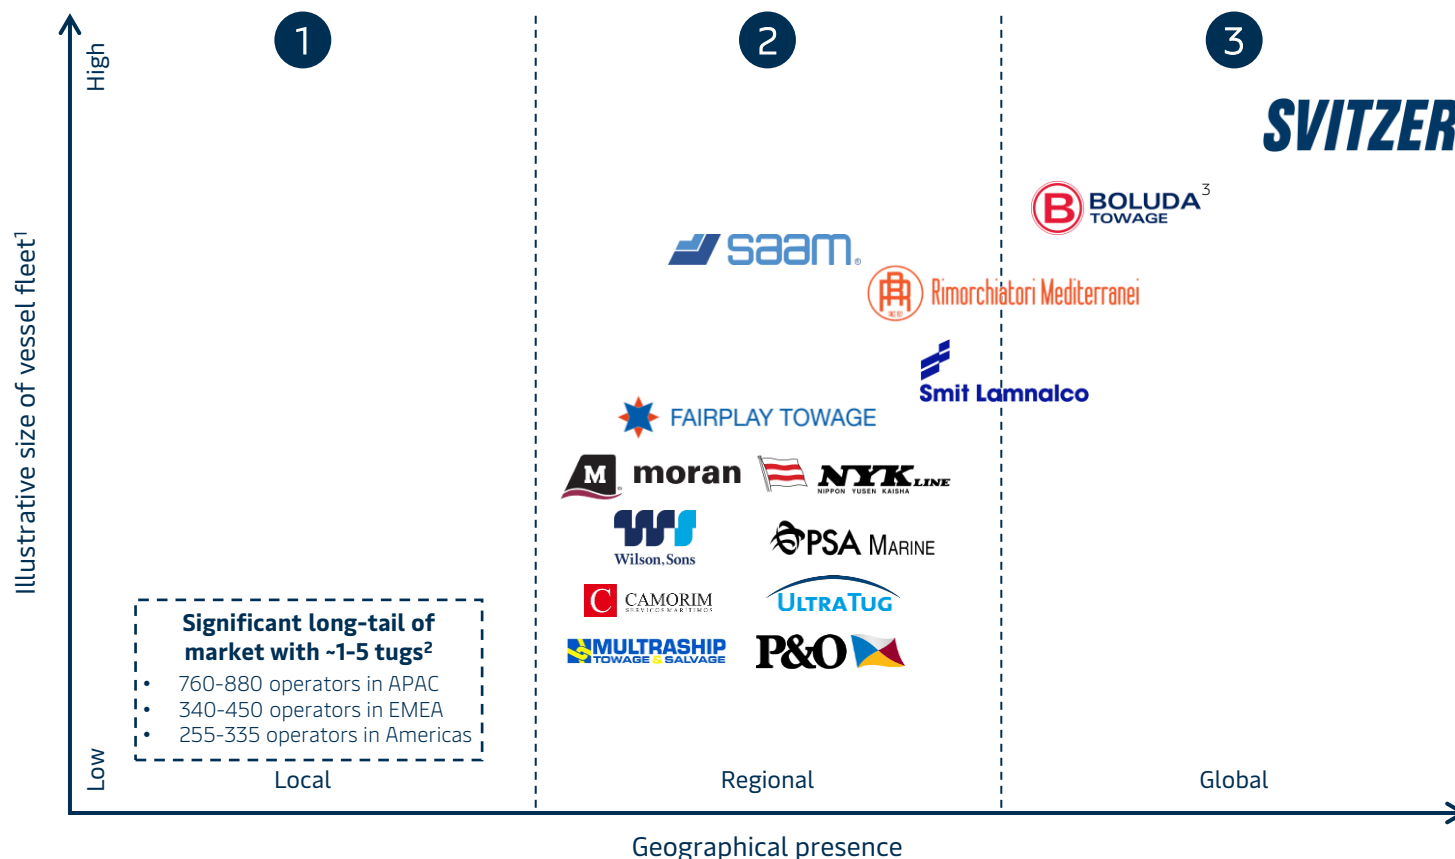 1
2
3
High
SVITZER
B BOLUDA³
TOWAGE
saam®
Illustrative size of vessel fleet¹
Rimorchiatori Mediterranei
Smit Lamnalco
FAIRPLAY TOWAGE
M moran
NYK LINE
NIPPON YUSEN KAISHA
Wilson, Sons
PSA MARINE
C CAMORIM
SERVIÇOS MARÍTIMOS
ULTRATUG
MULTRASHIP
TOWAGE & SALVAGE
P&O
Significant long-tail of
market with ~1-5 tugs²
• 760-880 operators in APAC
• 340-450 operators in EMEA
• 255-335 operators in Americas
Low
Local
Regional
Global
Geographical presence